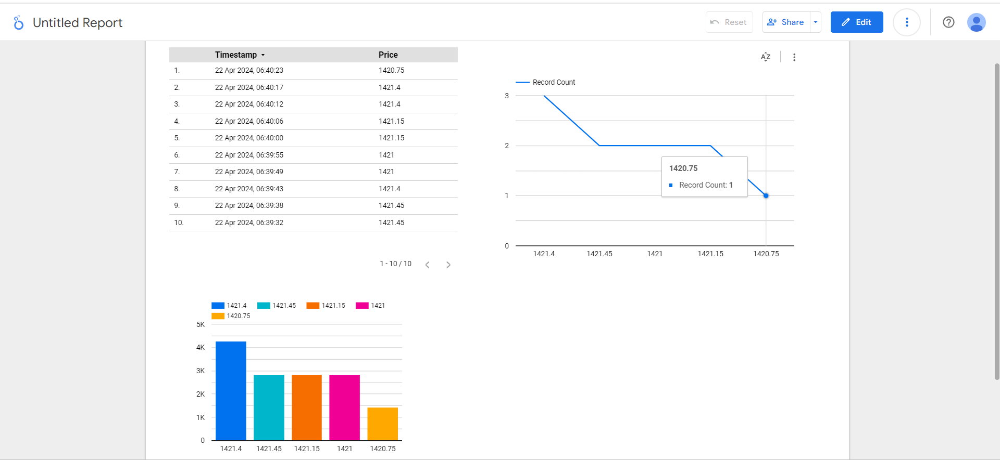 Untitled Report
Reset
Share
Edit
Timestamp Price
1. 22 Apr 2024, 06:40:23 1420.75
2. 22 Apr 2024, 06:40:17 1421.4
3. 22 Apr 2024, 06:40:12 1421.4
4. 22 Apr 2024, 06:40:06 1421.15
5. 22 Apr 2024, 06:40:00 1421.15
6. 22 Apr 2024, 06:39:55 1421
7. 22 Apr 2024, 06:39:49 1421
8. 22 Apr 2024, 06:39:43 1421.4
9. 22 Apr 2024, 06:39:38 1421.45
10. 22 Apr 2024, 06:39:32 1421.45
1 - 10 / 10
AZ
Record Count
3
2
1
0
1421.4 1421.45 1421 1421.15 1420.75
1420.75
Record Count: 1
1421.4 1421.45 1421.15 1421
1420.75
5K
4K
3K
2K
1K
0
1421.4 1421.45 1421.15 1421 1420.75